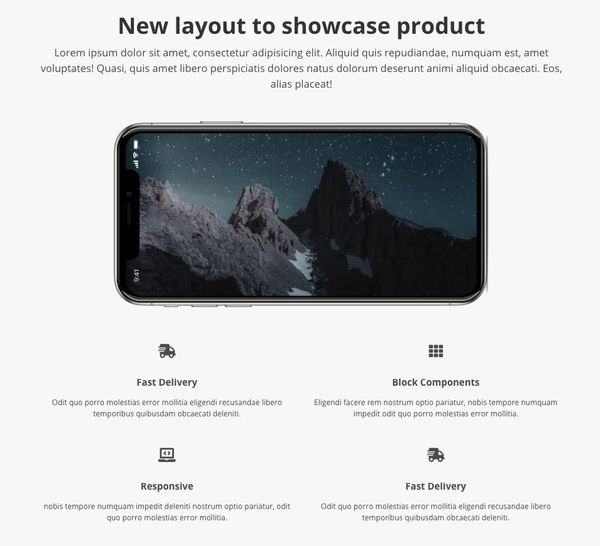 New layout to showcase product
Lorem ipsum dolor sit amet, consectetur adipisicing elit. Aliquid quis repudiandae, numquam est, amet
voluptates! Quasi, quis amet libero perspiciatis dolores natus dolorum deserunt animi aliquid obcaecati. Eos,
alias placeat!
9:41
Fast Delivery
Odit quo porro molestias error mollitia eligendi recusandae libero
temporibus quibusdam obcaecati deleniti.
Block Components
Eligendi facere rem nostrum optio pariatur, nobis tempore numquam
impedit odit quo porro molestias error mollitia.
Responsive
nobis tempore numquam impedit deleniti nostrum optio pariatur, odit
quo porro molestias error mollitia.
Fast Delivery
Odit quo porro molestias error mollitia eligendi recusandae libero
temporibus quibusdam obcaecati deleniti.